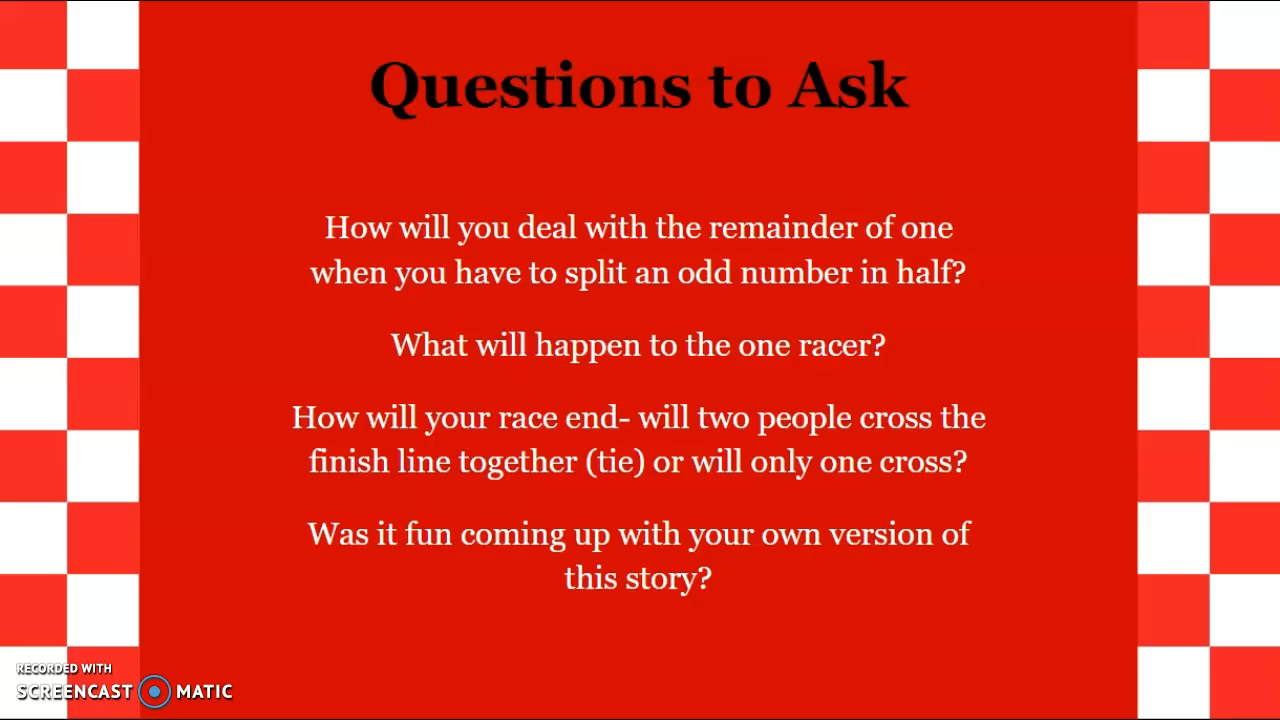 Questions to Ask
How will you deal with the remainder of one
when you have to split an odd number in half?
What will happen to the one racer?
How will your race end- will two people cross the
finish line together (tie) or will only one cross?
Was it fun coming up with your own version of
this story?
RECORDED WITH
SCREENCAST MATIC